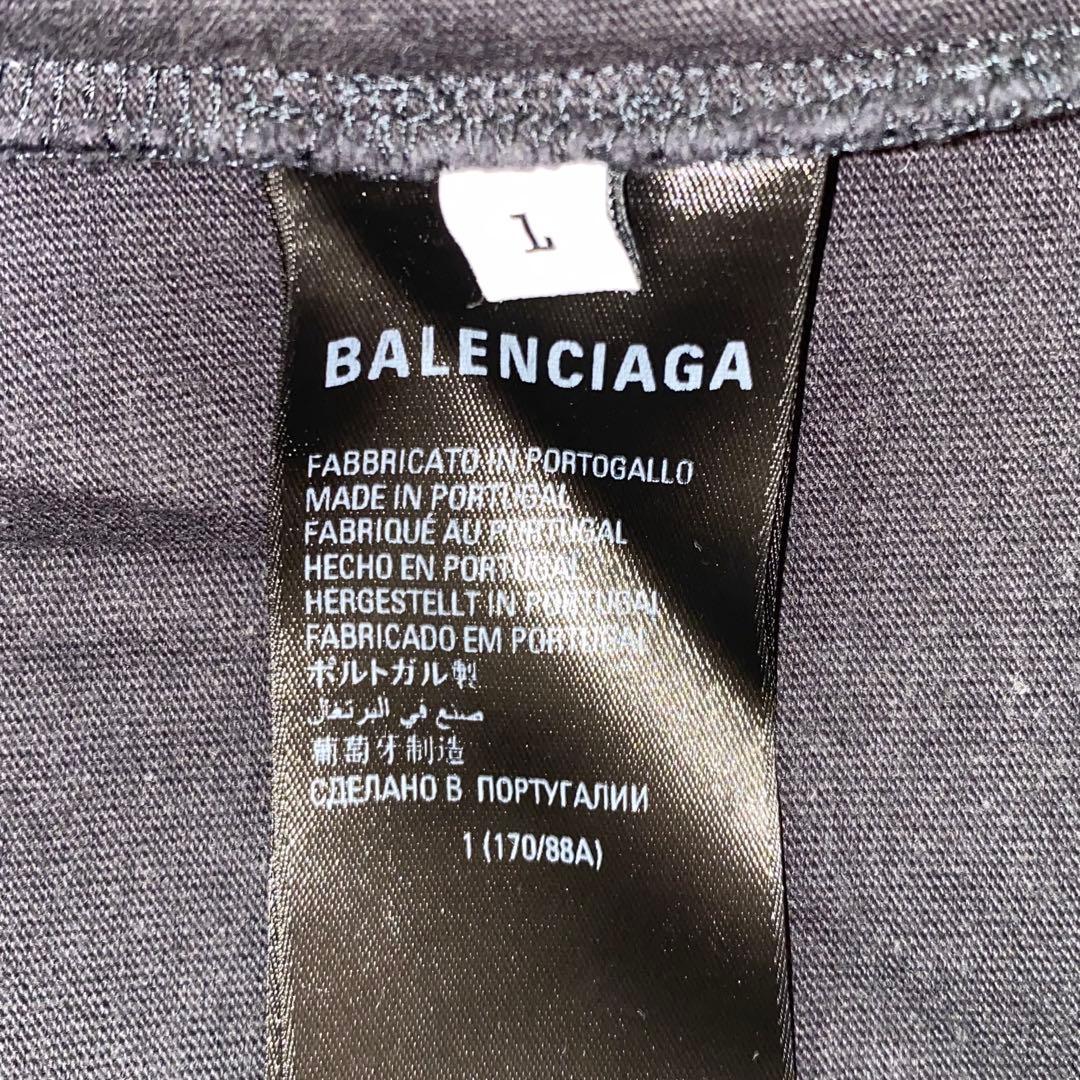 L
BALENCIAGA
FABBRICATO IN PORTOGALLO
MADE IN PORTUGAL
FABRIQUÉ AU PORTUGAL
HECHO EN PORTUGAL
HERGESTELLT IN PORTUGAL
FABRICADO EM PORTUGAL
ポルトガル製
صنع في البرتغال
葡萄牙制造
СДЕЛАНО В ПОРТУГАЛИИ
1 (170/88A)